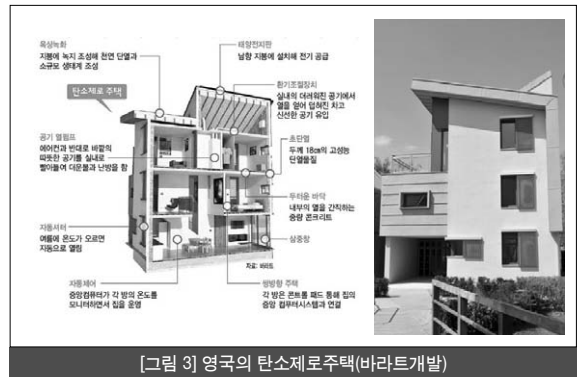 옥상녹화
지붕에 녹지 조성해 천연 단열과
소규모 생태계 조성
태양전지판
남향 지붕에 설치해 전기 공급
탄소제로 주택
환기조절장치
실내의 더러워진 공기에서
열을 얻어 덥혀진 차고
신선한 공기 유입
공기 열펌프
에어컨과 반대로 바깥의
따뜻한 공기를 실내로
빨아들여 더운물과 난방을 함
초단열
두께 18㎝의 고성능
단열물질
두터운 바닥
내부의 열을 간직하는
중량 콘크리트
자동셔터
여름에 온도가 오르면
자동으로 열림
삼중창
자료: 바라트
자동제어
중앙컴퓨터가 각 방의 온도를
모니터하면서 집을 운영
쌍방향 주택
각 방은 콘트롤 패드 통해 집의
중앙 컴퓨터시스템과 연결
[그림 3] 영국의 탄소제로주택(바라트개발)